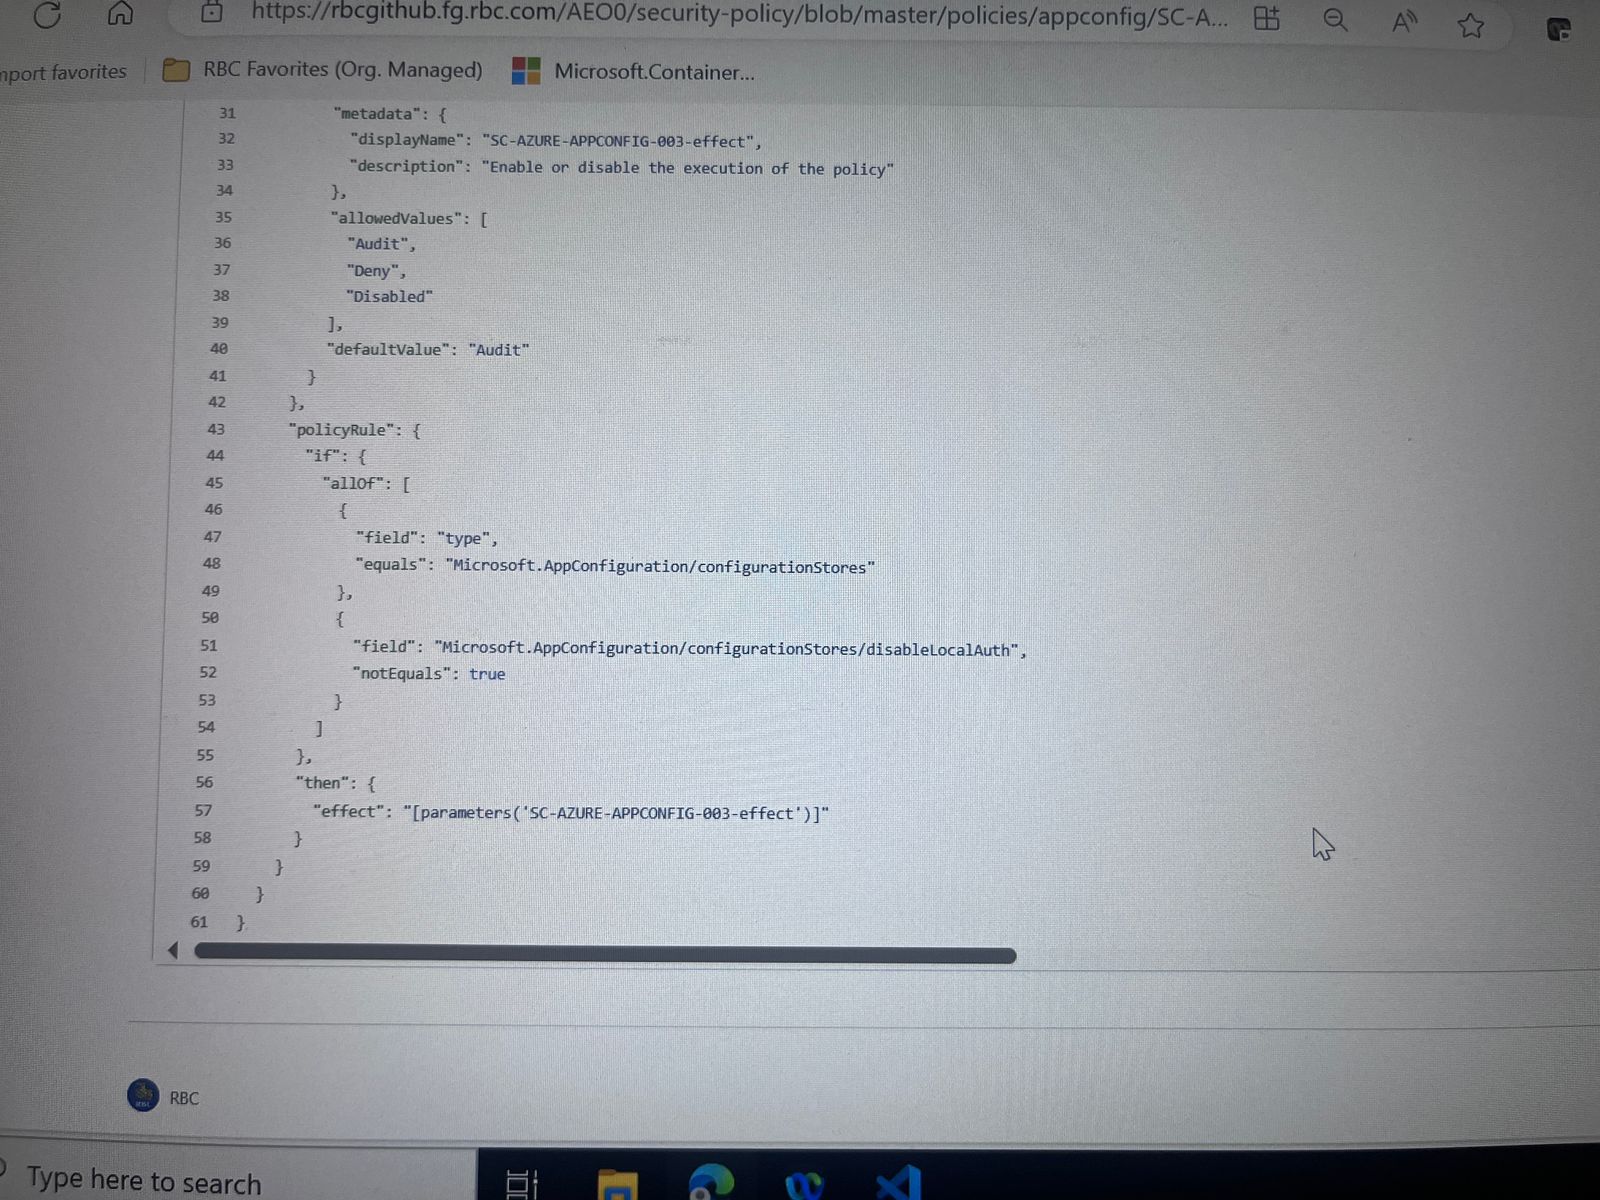 https://rbcgithub.fg.rbc.com/AEO0/security-policy/blob/master/policies/appconfig/SC-A...
mport favorites
RBC Favorites (Org. Managed)
Microsoft.Container...
31 "metadata": {
32 "displayName": "SC-AZURE-APPCONFIG-003-effect",
33 "description": "Enable or disable the execution of the policy"
34 },
35 "allowedValues": [
36 "Audit",
37 "Deny",
38 "Disabled"
39 ],
40 "defaultValue": "Audit"
41 }
42 },
43 "policyRule": {
44 "if": {
45 "allOf": [
46 {
47 "field": "type",
48 "equals": "Microsoft.AppConfiguration/configurationStores"
49 },
50 {
51 "field": "Microsoft.AppConfiguration/configurationStores/disableLocalAuth",
52 "notEquals": true
53 }
54 ]
55 },
56 "then": {
57 "effect": "[parameters('SC-AZURE-APPCONFIG-003-effect')]"
58 }
59 }
60 }
61 }
RBC
Type here to search